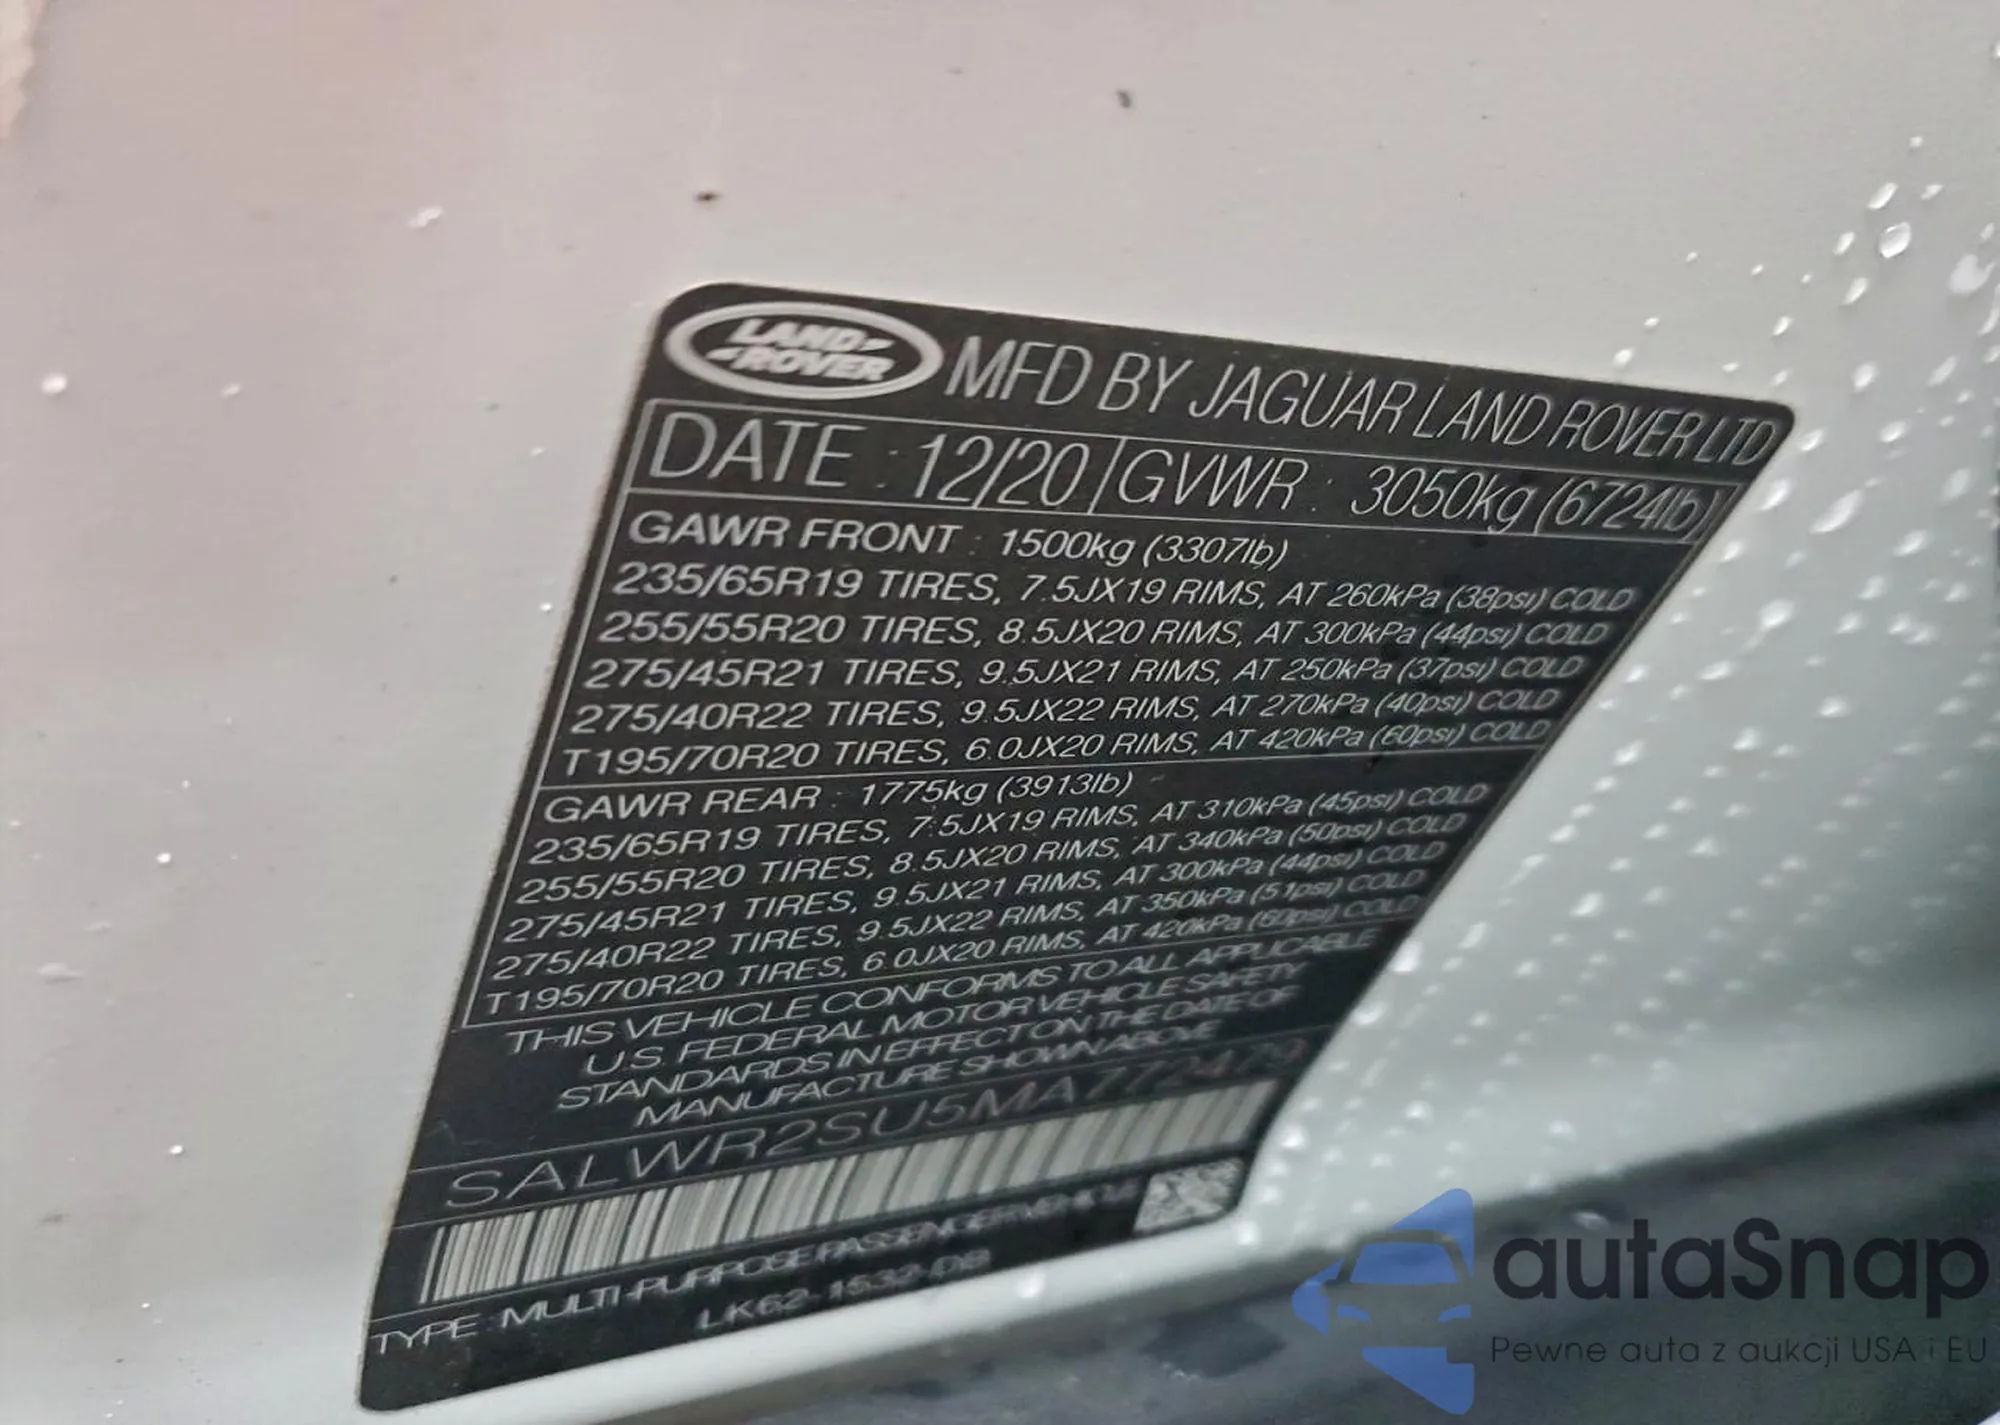 LAND ROVER
MFD BY JAGUAR LAND ROVER LTD
DATE : 12/20 GVWR : 3050kg (6724lb)
GAWR FRONT : 1500kg (3307lb)
235/65R19 TIRES, 7.5JX19 RIMS, AT 260kPa (38psi) COLD
255/55R20 TIRES, 8.5JX20 RIMS, AT 300kPa (44psi) COLD
275/45R21 TIRES, 9.5JX21 RIMS, AT 250kPa (37psi) COLD
275/40R22 TIRES, 9.5JX22 RIMS, AT 270kPa (40psi) COLD
T195/70R20 TIRES, 6.0JX20 RIMS, AT 420kPa (60psi) COLD
GAWR REAR : 1775kg (3913lb)
235/65R19 TIRES, 7.5JX19 RIMS, AT 310kPa (45psi) COLD
255/55R20 TIRES, 8.5JX20 RIMS, AT 340kPa (50psi) COLD
275/45R21 TIRES, 9.5JX21 RIMS, AT 300kPa (44psi) COLD
275/40R22 TIRES, 9.5JX22 RIMS, AT 350kPa (51psi) COLD
T195/70R20 TIRES, 6.0JX20 RIMS, AT 420kPa (60psi) COLD
THIS VEHICLE CONFORMS TO ALL APPLICABLE
U.S. FEDERAL MOTOR VEHICLE SAFETY
STANDARDS IN EFFECT ON THE DATE OF
MANUFACTURE SHOWN ABOVE
SALWR2SU5MA772479
TYPE : MULTI-PURPOSE PASSENGER VEHICLE
LK62-1532-DB
autaSnap
Pewne auta z aukcji USA i EU